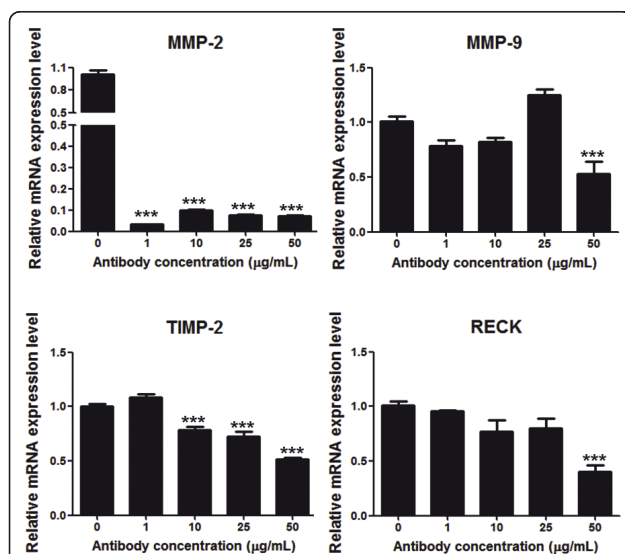 MMP-2
Relative mRNA expression level
1.1
0.8
0.5
0.5
0.4
0.3
0.2
0.1
0.0
*** *** *** ***
0 1 10 25 50
Antibody concentration (µg/mL)
MMP-9
Relative mRNA expression level
1.5
1.0
0.5
0.0
***
0 1 10 25 50
Antibody concentration (µg/mL)
TIMP-2
Relative mRNA expression level
1.5
1.0
0.5
0.0
*** *** ***
0 1 10 25 50
Antibody concentration (µg/mL)
RECK
Relative mRNA expression level
1.5
1.0
0.5
0.0
***
0 1 10 25 50
Antibody concentration (µg/mL)